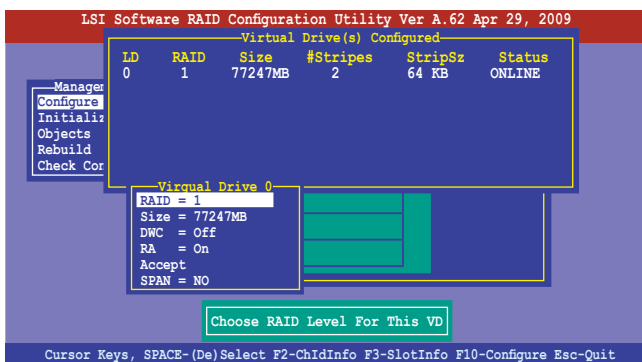 LSI Software RAID Configuration Utility Ver A.62 Apr 29, 2009
Virtual Drive(s) Configured
LD RAID Size #Stripes StripSz Status
0 1 77247MB 2 64 KB ONLINE
Managem
Configure
Initializ
Objects
Rebuild
Check Con
Virgual Drive 0
RAID = 1
Size = 77247MB
DWC = Off
RA = On
Accept
SPAN = NO
Choose RAID Level For This VD
Cursor Keys, SPACE-(De)Select F2-ChIdInfo F3-SlotInfo F10-Configure Esc-Quit